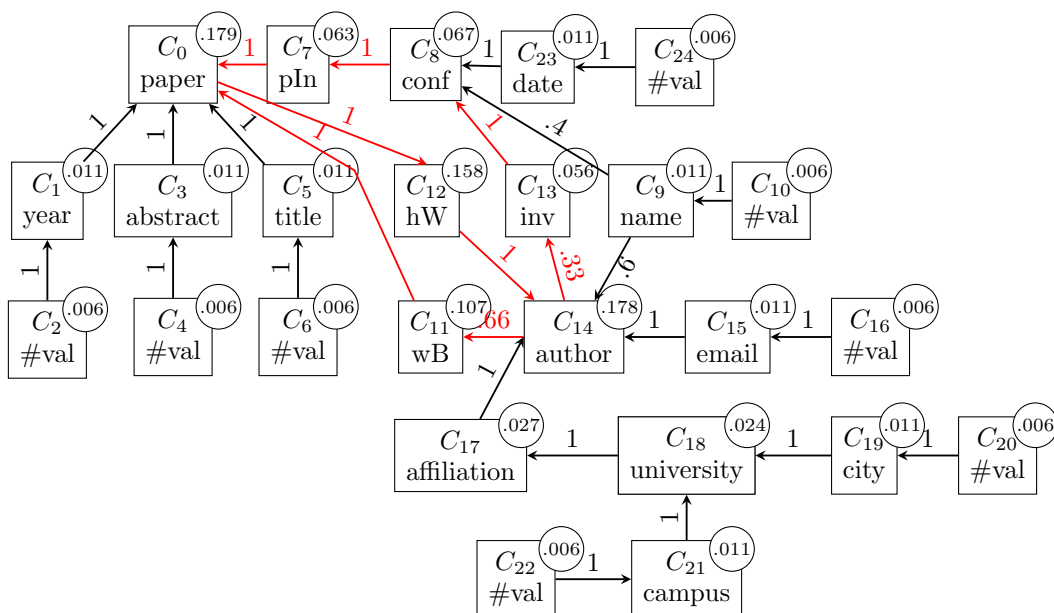 C0 .179
paper
1
C7 .063
pIn
1
C8 .067
conf
1
C23 .011
date
1
C24 .006
#val
1
1
1
1
1
1
.4
C1 .011
year
C3 .011
abstract
C5 .011
title
C12 .158
hW
C13 .056
inv
C9 .011
name
1
C10 .006
#val
1
1
1
1
.33
.6
C2 .006
#val
C4 .006
#val
C6 .006
#val
C11 .107
wB
.66
C14 .178
author
1
C15 .011
email
1
C16 .006
#val
1
C17 .027
affiliation
1
C18 .024
university
1
C19 .011
city
1
C20 .006
#val
1
C22 .006
#val
1
C21 .011
campus